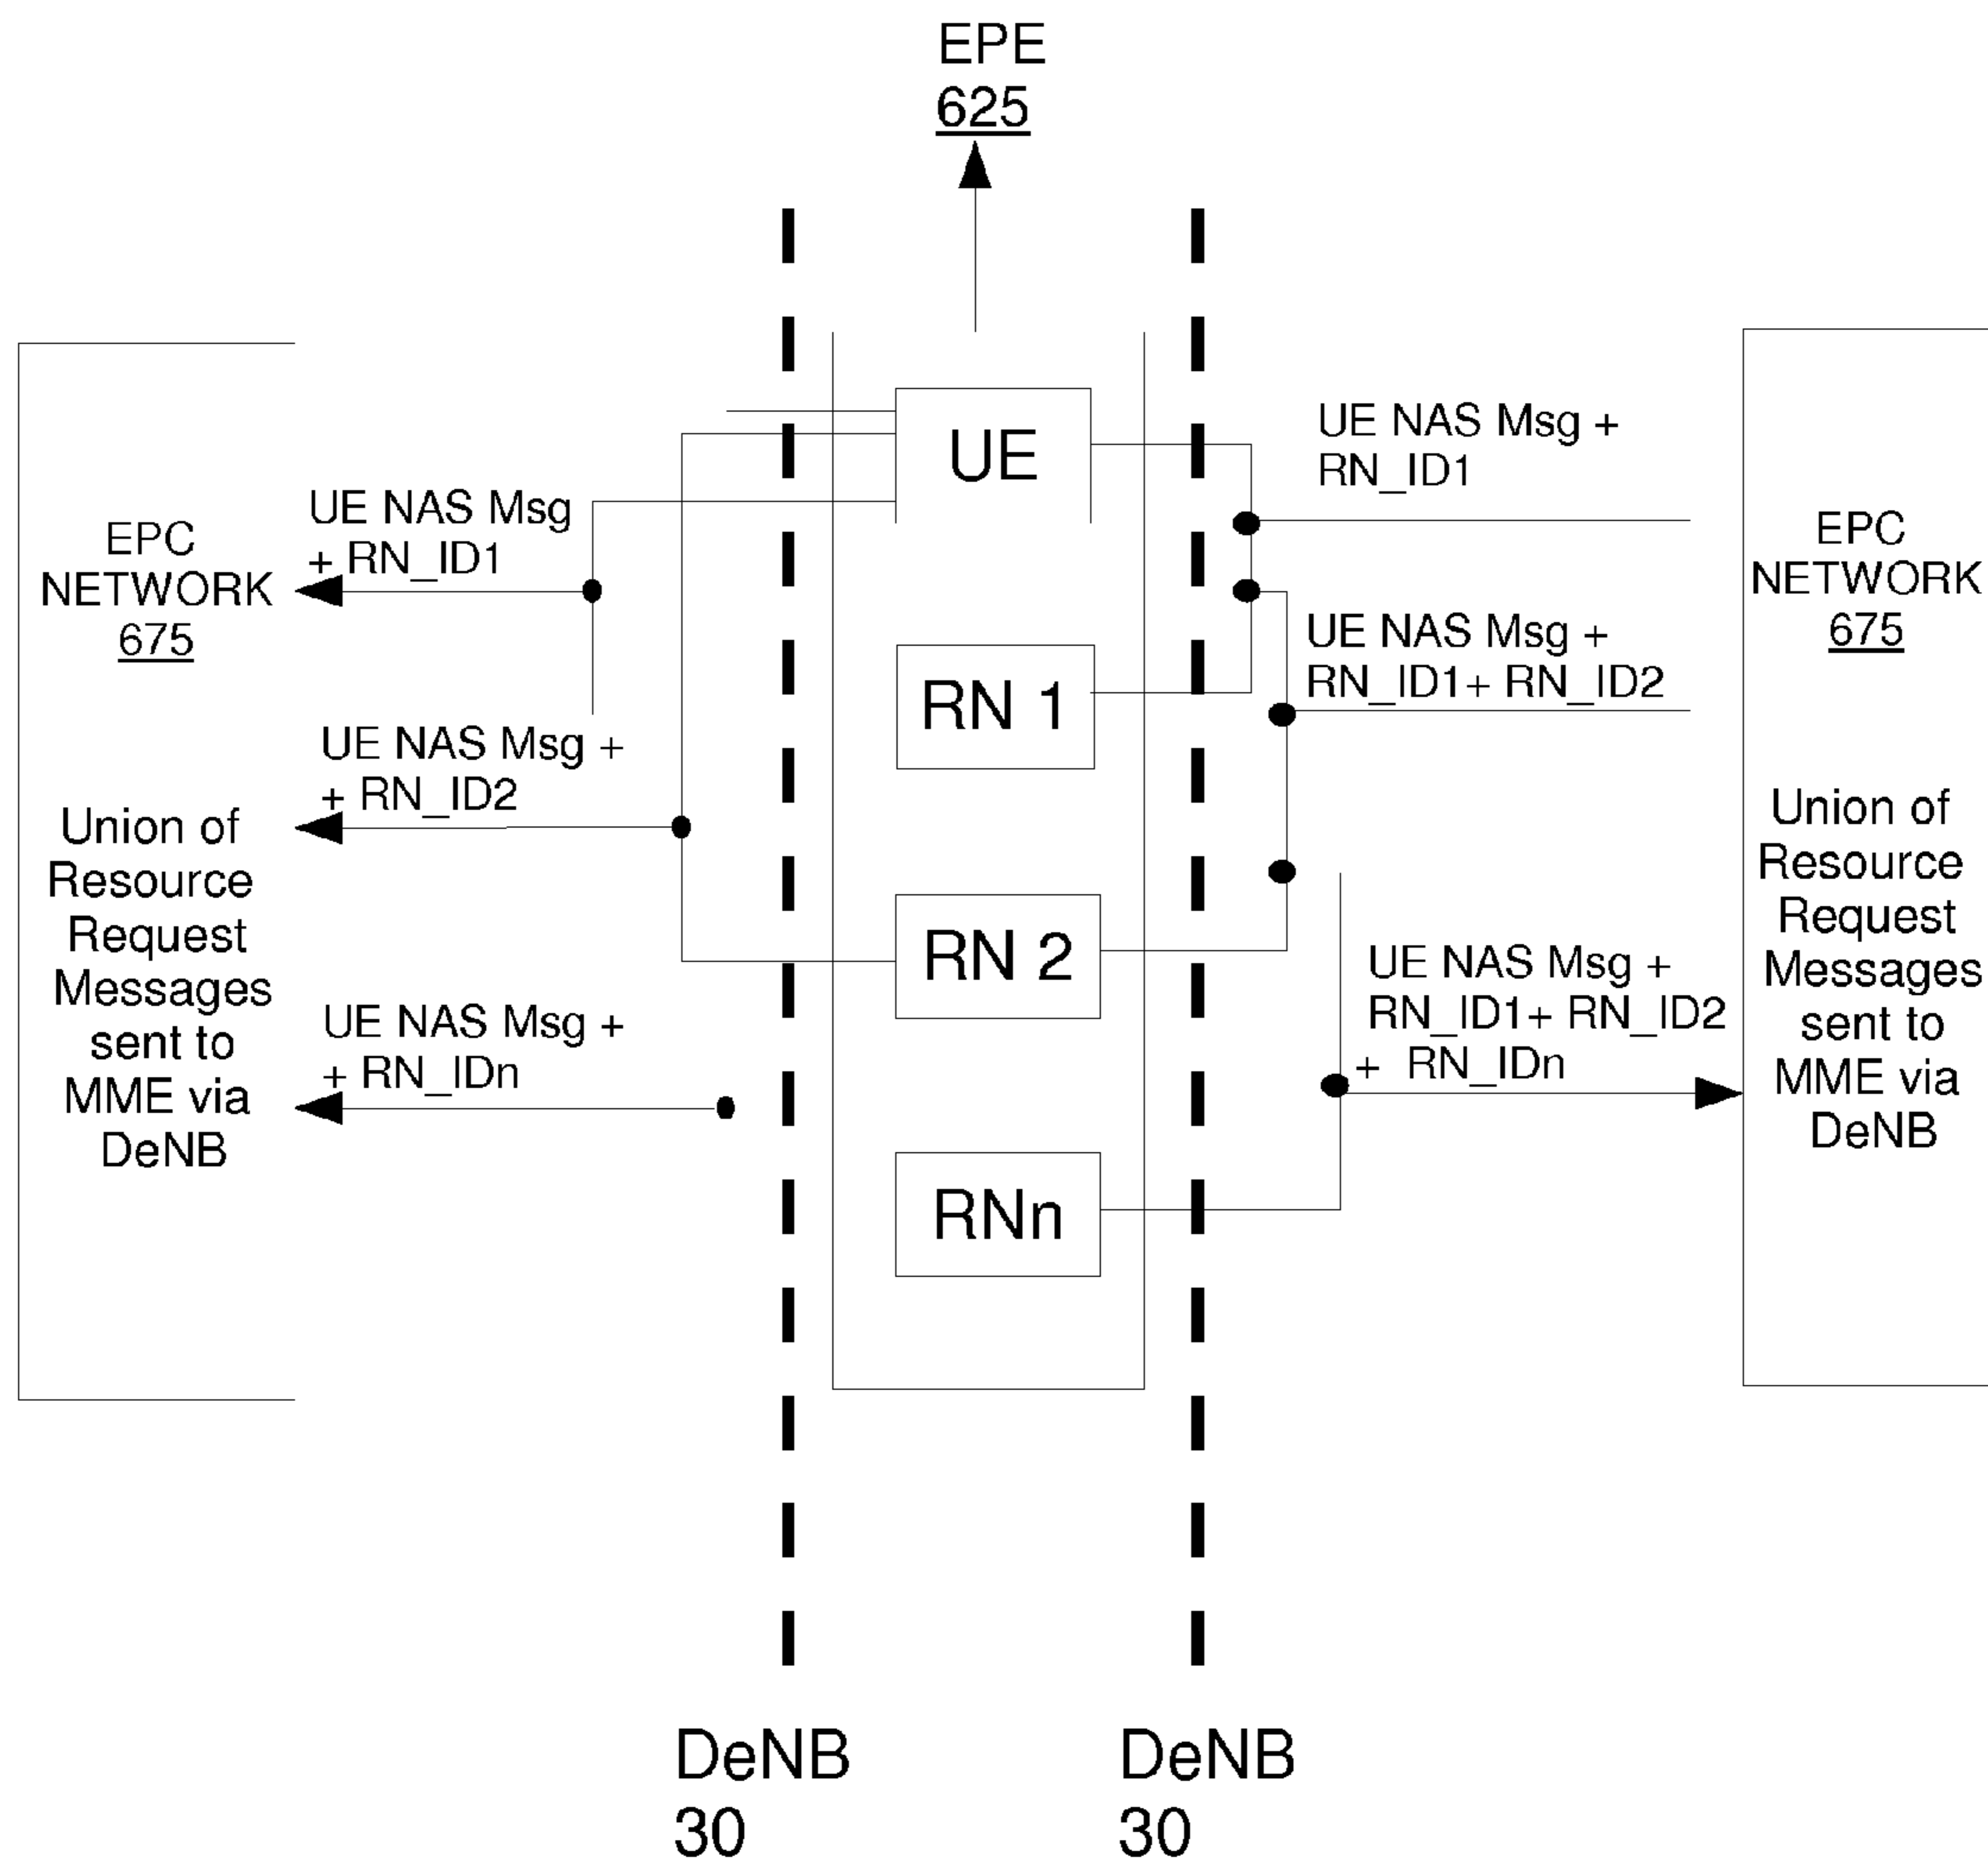 EPE
625
EPC
NETWORK
675
Union of
Resource
Request
Messages
sent to
MME via
DeNB
UE NAS Msg
+ RN_ID1
UE NAS Msg +
+ RN_ID2
UE NAS Msg +
+ RN_IDn
UE
RN 1
RN 2
RNn
UE NAS Msg +
RN_ID1
UE NAS Msg +
RN_ID1+ RN_ID2
UE NAS Msg +
RN_ID1+ RN_ID2
+ RN_IDn
EPC
NETWORK
675
Union of
Resource
Request
Messages
sent to
MME via
DeNB
DeNB
30
DeNB
30